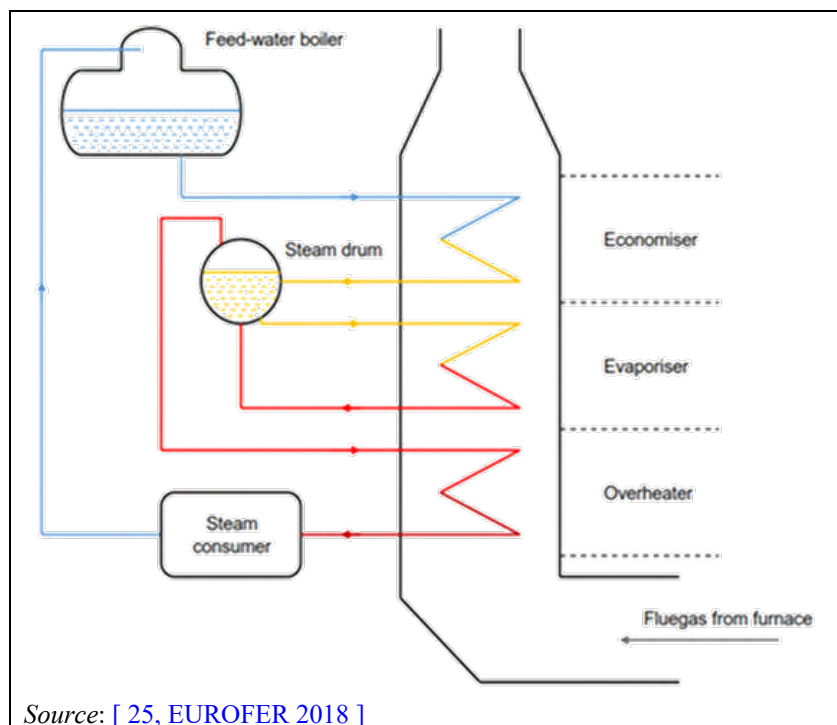 Feed-water boiler
Steam drum
Economiser
Evaporiser
Overheater
Steam
consumer
Fluegas from furnace
Source: [ 25, EUROFER 2018 ]